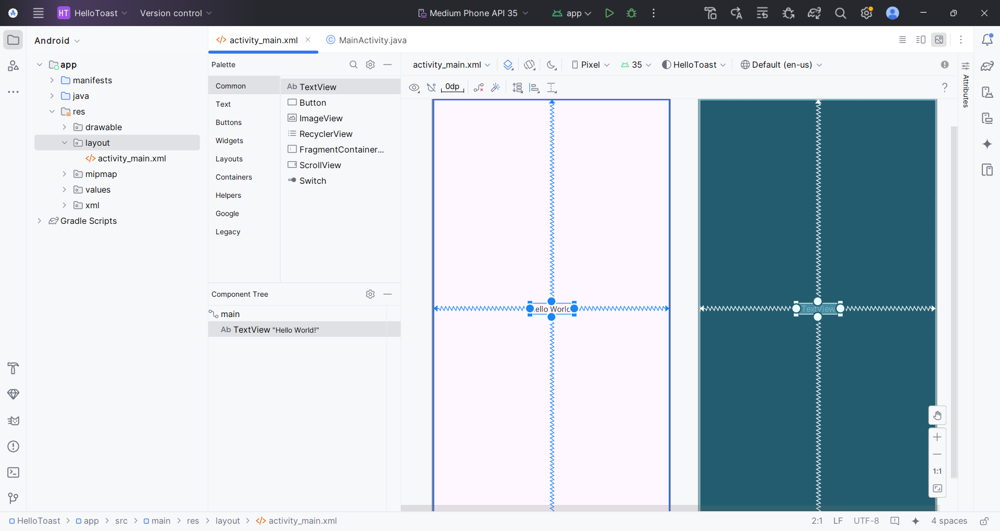 HT HelloToast Version control Medium Phone API 35 app
Android
activity_main.xml
MainActivity.java
app
manifests
java
res
drawable
layout
activity_main.xml
mipmap
values
xml
Gradle Scripts
Palette
Common
Text
Buttons
Widgets
Layouts
Containers
Helpers
Google
Legacy
Ab TextView
Button
ImageView
RecyclerView
FragmentContainer...
ScrollView
Switch
Component Tree
main
Ab TextView "Hello World!"
activity_main.xml Pixel 35 HelloToast Default (en-us)
0dp ?
ello World
TextView
1:1
Attributes
HelloToast > app > src > main > res > layout > activity_main.xml 2:1 LF UTF-8 4 spaces